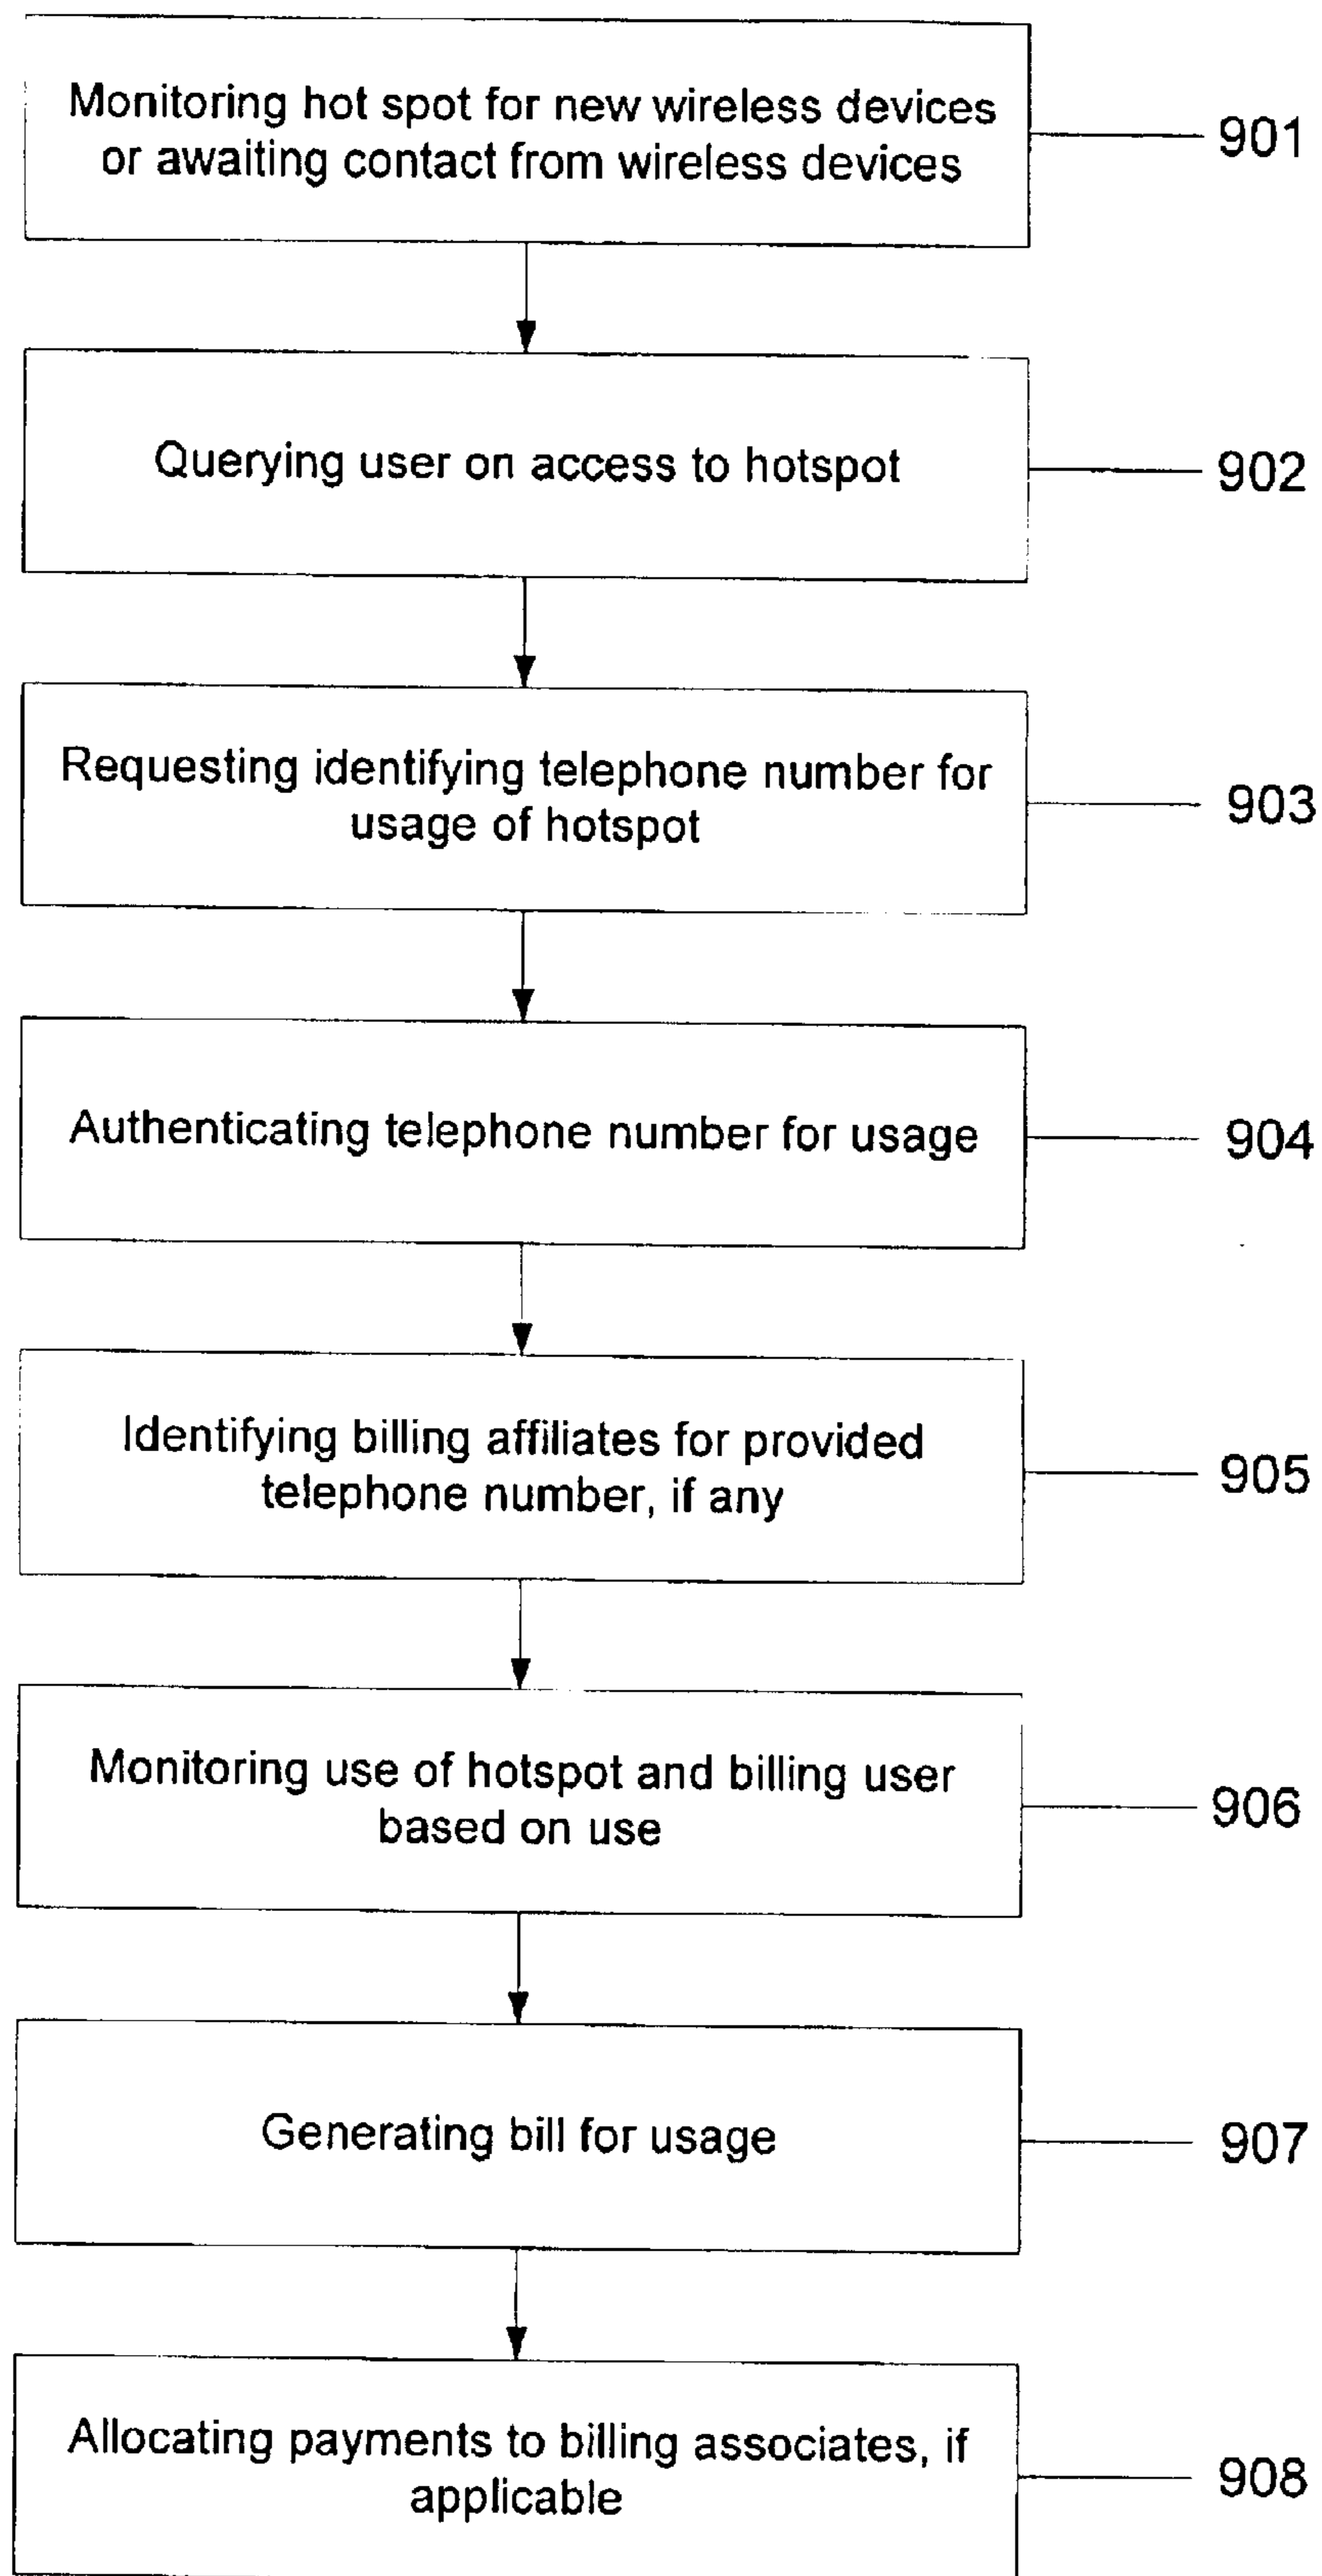 Monitoring hot spot for new wireless devices
or awaiting contact from wireless devices
901
Querying user on access to hotspot
902
Requesting identifying telephone number for
usage of hotspot
903
Authenticating telephone number for usage
904
Identifying billing affiliates for provided
telephone number, if any
905
Monitoring use of hotspot and billing user
based on use
906
Generating bill for usage
907
Allocating payments to billing associates, if
applicable
908